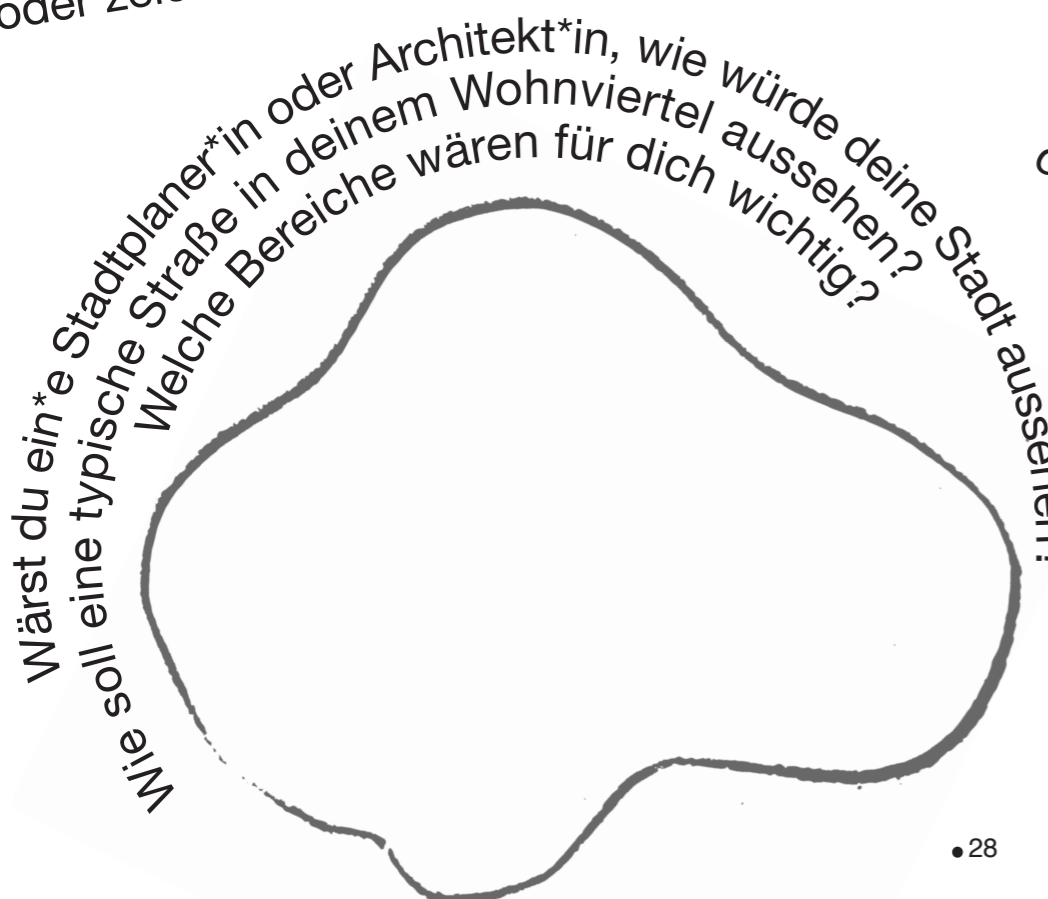 oder
Wärst du ein*e Stadtplaner*in oder Architekt*in, wie würde deine Stadt aussehen?
Wie soll eine typische Straße in deinem Wohnviertel aussehen?
Welche Bereiche wären für dich wichtig?
•28